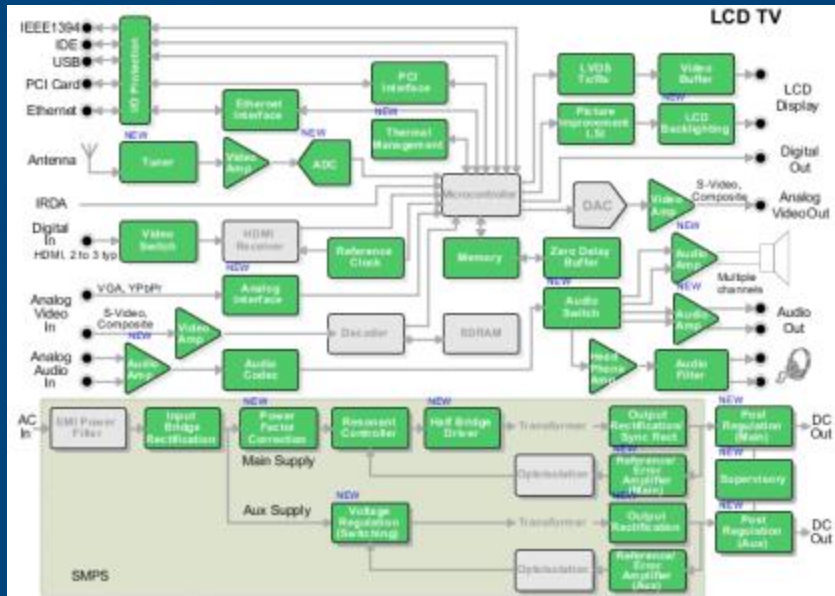 LCD TV
IEEE1394
IDE
USB
PCI Card
Ethernet
I/O Protection
PCI
Interface
NEW
Ethernet
Interface
NEW
Thermal
Management
LVDS
Tx/Rx
Video
Buffer
NEW
Picture
Improvement
LSI
LCD
Backlighting
LCD
Display
Digital
Out
NEW
Antenna
Tuner
Video
Amp
ADC
IRDA
Microcontroller
DAC
Video
Amp
S-Video,
Composite
Analog
Video Out
NEW
Digital
In
HDMI, 2 to 3 typ
Video
Switch
HDMI
Receiver
Reference
Clock
Memory
Zero Delay
Buffer
Audio
Amp
Multiple
channels
NEW
NEW
Analog
Video
In
VGA, YPbPr
Analog
Interface
NEW
Audio
Switch
Audio
Amp
Audio
Out
S-Video,
Composite
Video
Amp
Decoder
SDRAM
NEW
Analog
Audio
In
Audio
Amp
Audio
Codec
Head
Phone
Amp
Audio
Filter
AC
In
EMI Power
Filter
Input
Bridge
Rectification
NEW
Power
Factor
Correction
Resonant
Controller
NEW
Half Bridge
Driver
Transformer
Output
Rectification/
Sync Rect
NEW
Post
Regulation
(Main)
DC
Out
Main Supply
Optoisolation
NEW
Reference/
Error
Amplifier
(Main)
Supervisory
Aux Supply
NEW
Voltage
Regulation
(Switching)
Transformer
NEW
Output
Rectification
NEW
Post
Regulation
(Aux)
DC
Out
Optoisolation
Reference/
Error
Amplifier
(Aux)
SMPS